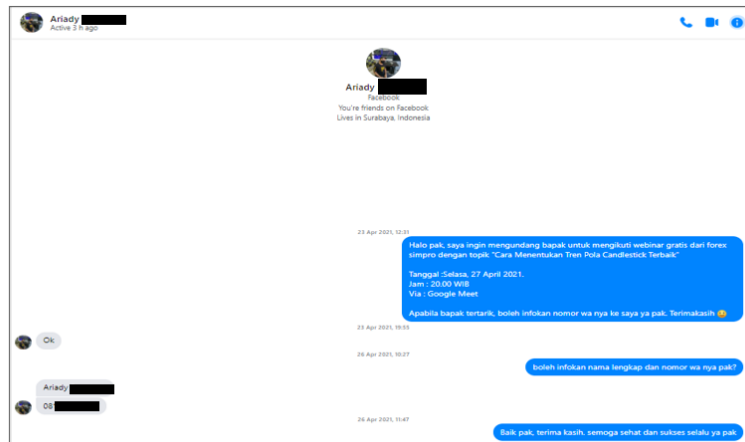 Ariady
Active 3 h ago
Ariady
Facebook
You're friends on Facebook
Lives in Surabaya, Indonesia
23 Apr 2021, 12:31
Halo pak, saya ingin mengundang bapak untuk mengikuti webinar gratis dari forex
simpro dengan topik "Cara Menentukan Tren Pola Candlestick Terbaik"
Tanggal :Selasa, 27 April 2021.
Jam : 20.00 WIB
Via : Google Meet
Apabila bapak tertarik, boleh infokan nomor wa nya ke saya ya pak. Terimakasih 😊
23 Apr 2021, 19:55
Ok
26 Apr 2021, 10:27
boleh infokan nama lengkap dan nomor wa nya pak?
Ariady
08
26 Apr 2021, 11:47
Baik pak, terima kasih. semoga sehat dan sukses selalu ya pak